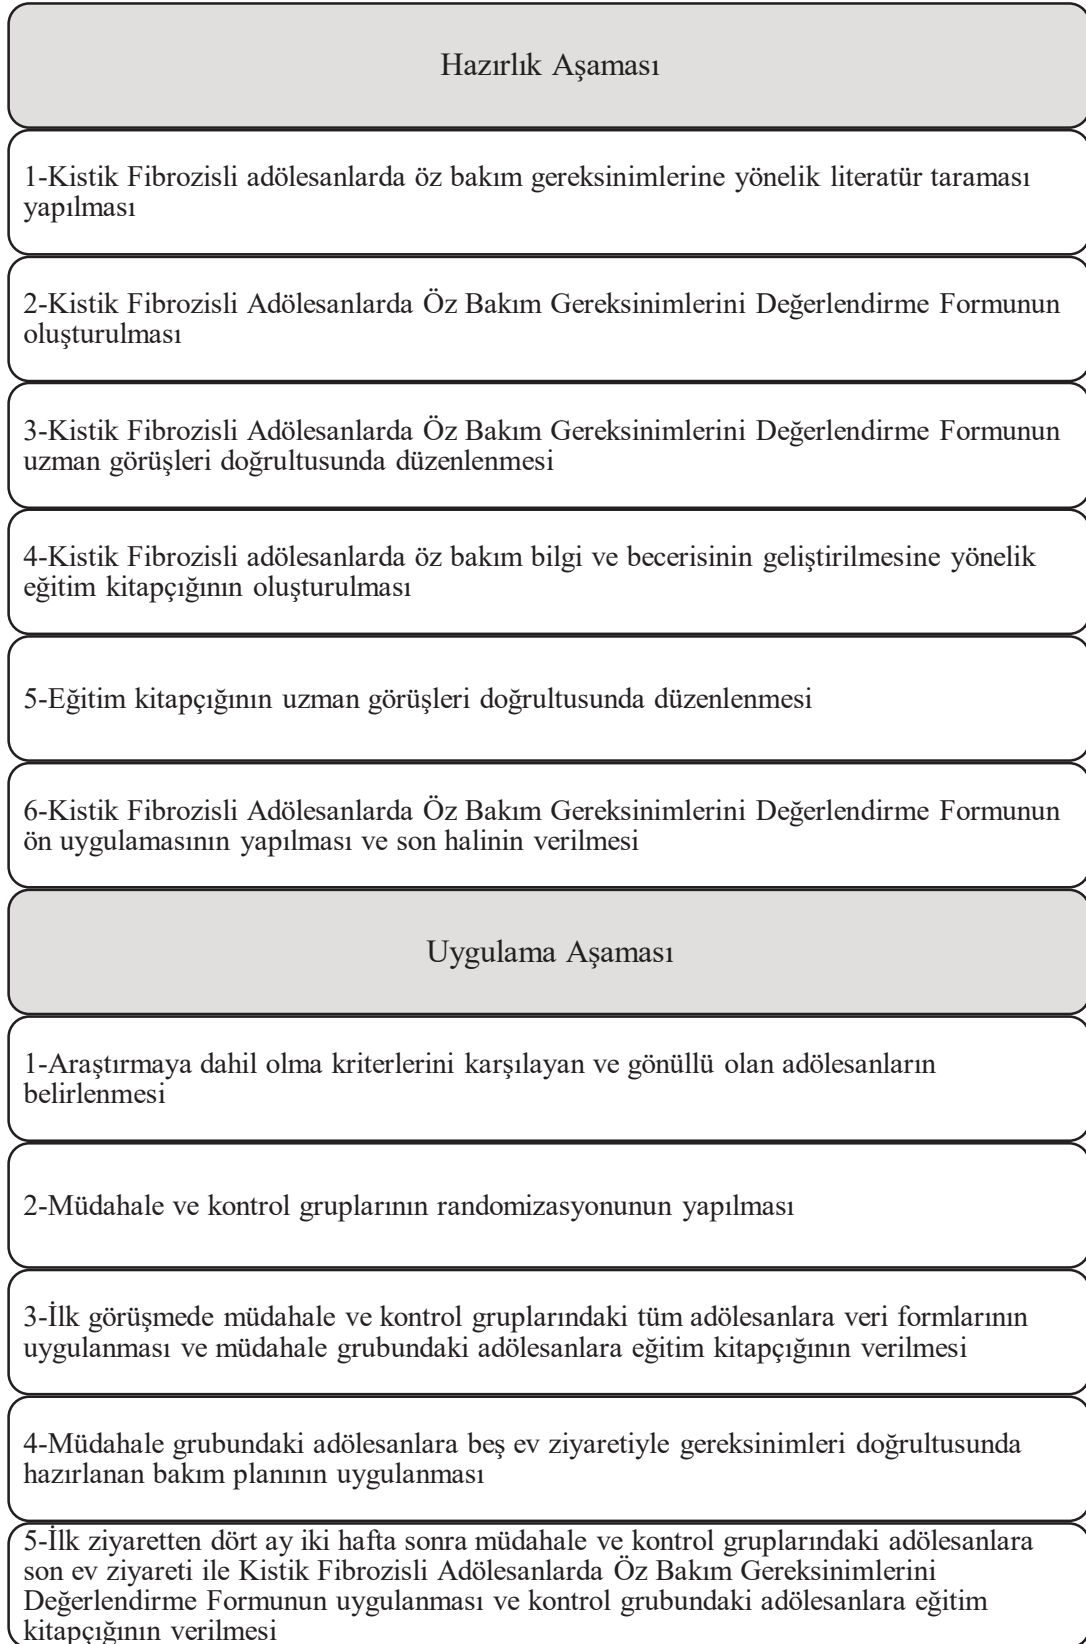 Hazırlık Aşaması
1-Kistik Fibrozisli adölesanlarda öz bakım gereksinimlerine yönelik literatür taraması
yapılması
2-Kistik Fibrozisli Adölesanlarda Öz Bakım Gereksinimlerini Değerlendirme Formunun
oluşturulması
3-Kistik Fibrozisli Adölesanlarda Öz Bakım Gereksinimlerini Değerlendirme Formunun
uzman görüşleri doğrultusunda düzenlenmesi
4-Kistik Fibrozisli adölesanlarda öz bakım bilgi ve becerisinin geliştirilmesine yönelik
eğitim kitapçığının oluşturulması
5-Eğitim kitapçığının uzman görüşleri doğrultusunda düzenlenmesi
6-Kistik Fibrozisli Adölesanlarda Öz Bakım Gereksinimlerini Değerlendirme Formunun
ön uygulamasının yapılması ve son halinin verilmesi
Uygulama Aşaması
1-Araştırmaya dahil olma kriterlerini karşılayan ve gönüllü olan adölesanların
belirlenmesi
2-Müdahale ve kontrol gruplarının randomizasyonunun yapılması
3-İlk görüşmede müdahale ve kontrol gruplarındaki tüm adölesanlara veri formlarının
uygulanması ve müdahale grubundaki adölesanlara eğitim kitapçığının verilmesi
4-Müdahale grubundaki adölesanlara beş ev ziyaretiyle gereksinimleri doğrultusunda
hazırlanan bakım planının uygulanması
5-İlk ziyaretten dört ay iki hafta sonra müdahale ve kontrol gruplarındaki adölesanlara
son ev ziyareti ile Kistik Fibrozisli Adölesanlarda Öz Bakım Gereksinimlerini
Değerlendirme Formunun uygulanması ve kontrol grubundaki adölesanlara eğitim
kitapçığının verilmesi